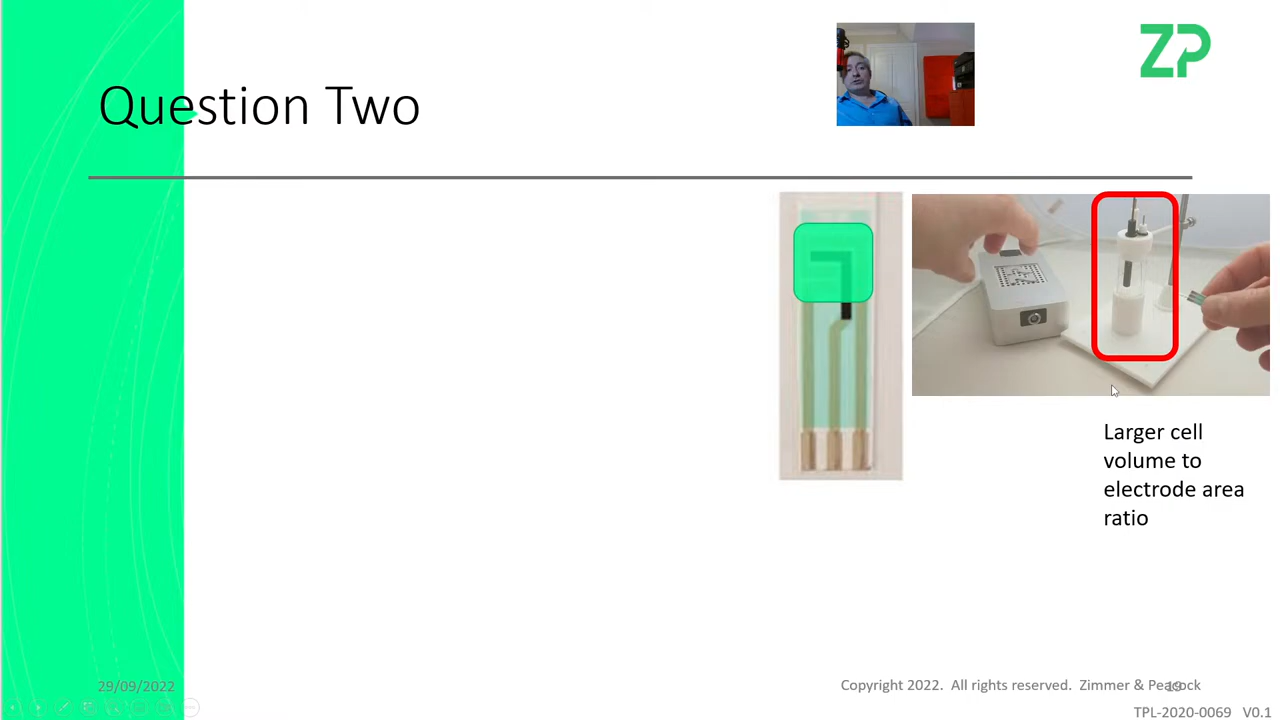 ZP
Question Two
Larger cell
volume to
electrode area
ratio
29/09/2022
Copyright 2022. All rights reserved. Zimmer & Peacock
19
TPL-2020-0069 V0.1